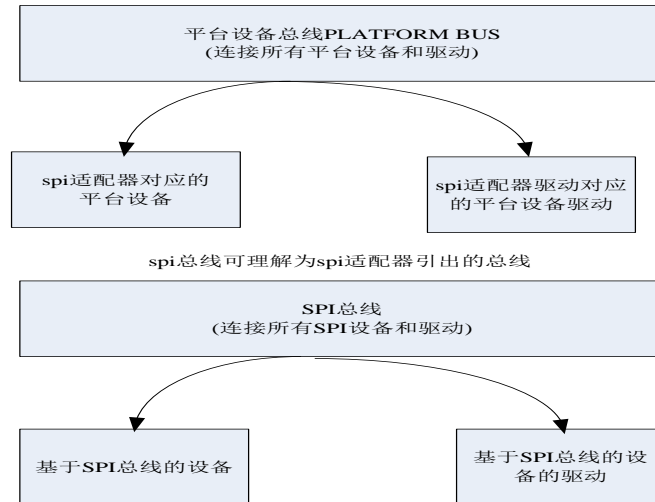 平台设备总线PLATFORM BUS
(连接所有平台设备和驱动)
spi适配器对应的
平台设备
spi适配器驱动对应
的平台设备驱动
spi总线可理解为spi适配器引出的总线
SPI总线
(连接所有SPI设备和驱动)
基于SPI总线的设备
基于SPI总线的设
备的驱动